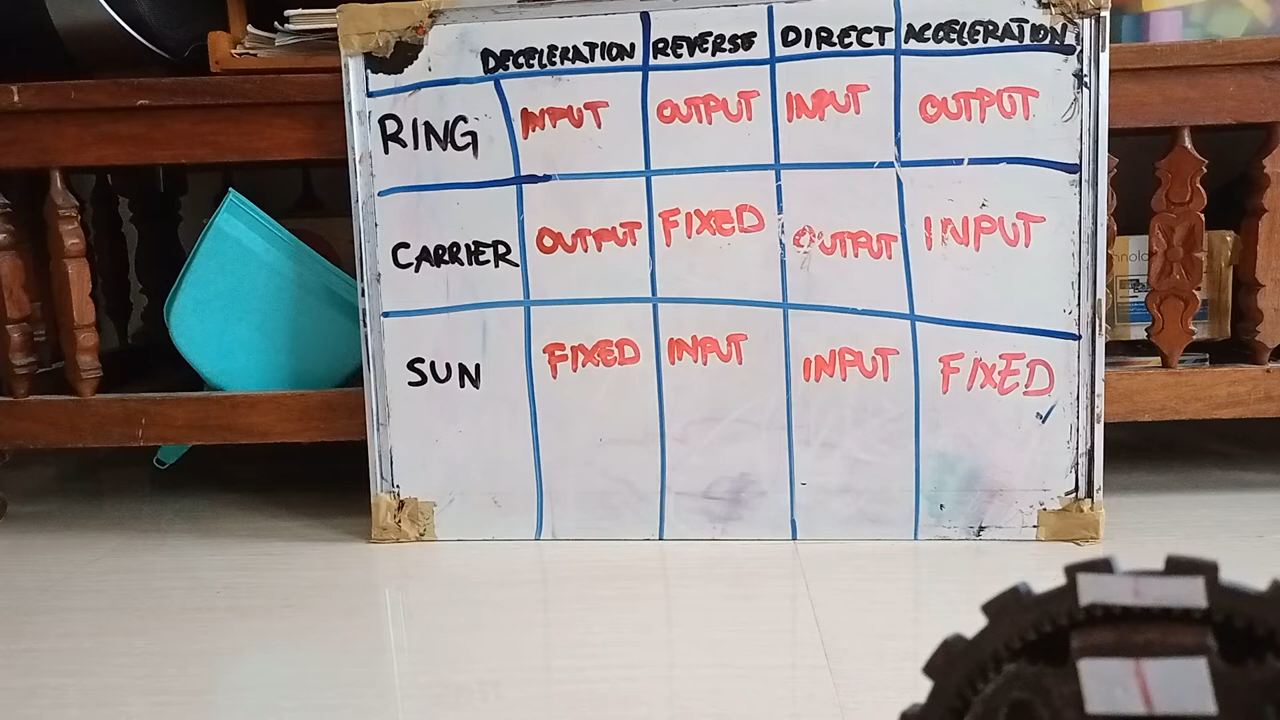 DECELERATION REVERSE DIRECT ACCELERATION
RING INPUT OUTPUT INPUT OUTPUT
CARRIER OUTPUT FIXED OUTPUT INPUT
SUN FIXED INPUT INPUT FIXED